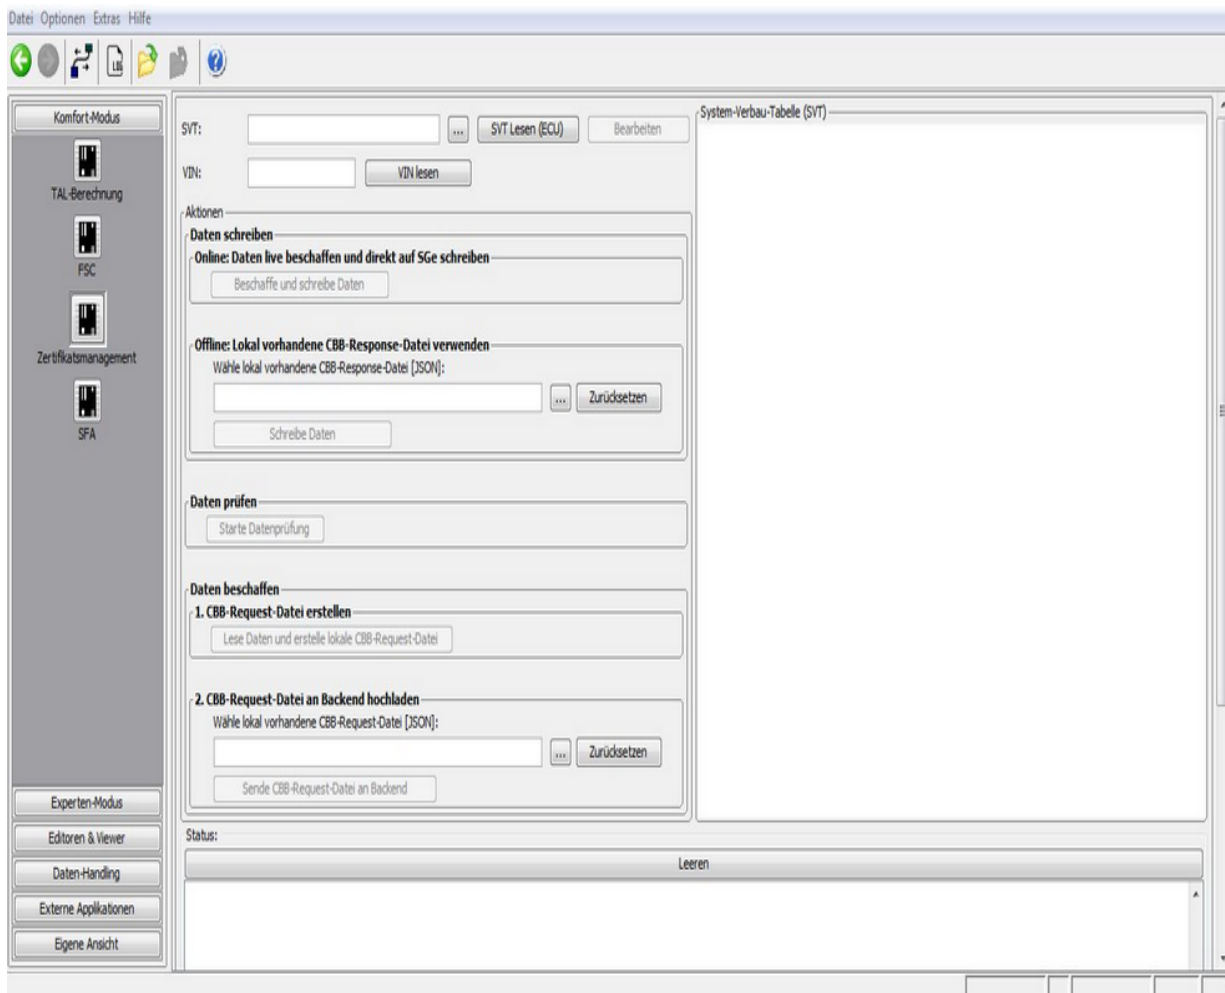 Datei Optionen Extras Hilfe
LOG
Komfort-Modus
TAL-Berechnung
FSC
Zertifikatsmanagement
SFA
Experten-Modus
Editoren & Viewer
Daten-Handling
Externe Applikationen
Eigene Ansicht
SVT: ... SVT Lesen (ECU) Bearbeiten
VIN: VIN lesen
Aktionen
Daten schreiben
Online: Daten live beschaffen und direkt auf SGe schreiben
Beschaffe und schreibe Daten
Offline: Lokal vorhandene CBB-Response-Datei verwenden
Wähle lokal vorhandene CBB-Response-Datei [JSON]:
... Zurücksetzen
Schreibe Daten
Daten prüfen
Starte Datenprüfung
Daten beschaffen
1. CBB-Request-Datei erstellen
Lese Daten und erstelle lokale CBB-Request-Datei
2. CBB-Request-Datei an Backend hochladen
Wähle lokal vorhandene CBB-Request-Datei [JSON]:
... Zurücksetzen
Sende CBB-Request-Datei an Backend
System-Verbau-Tabelle (SVT)
Status:
Leeren